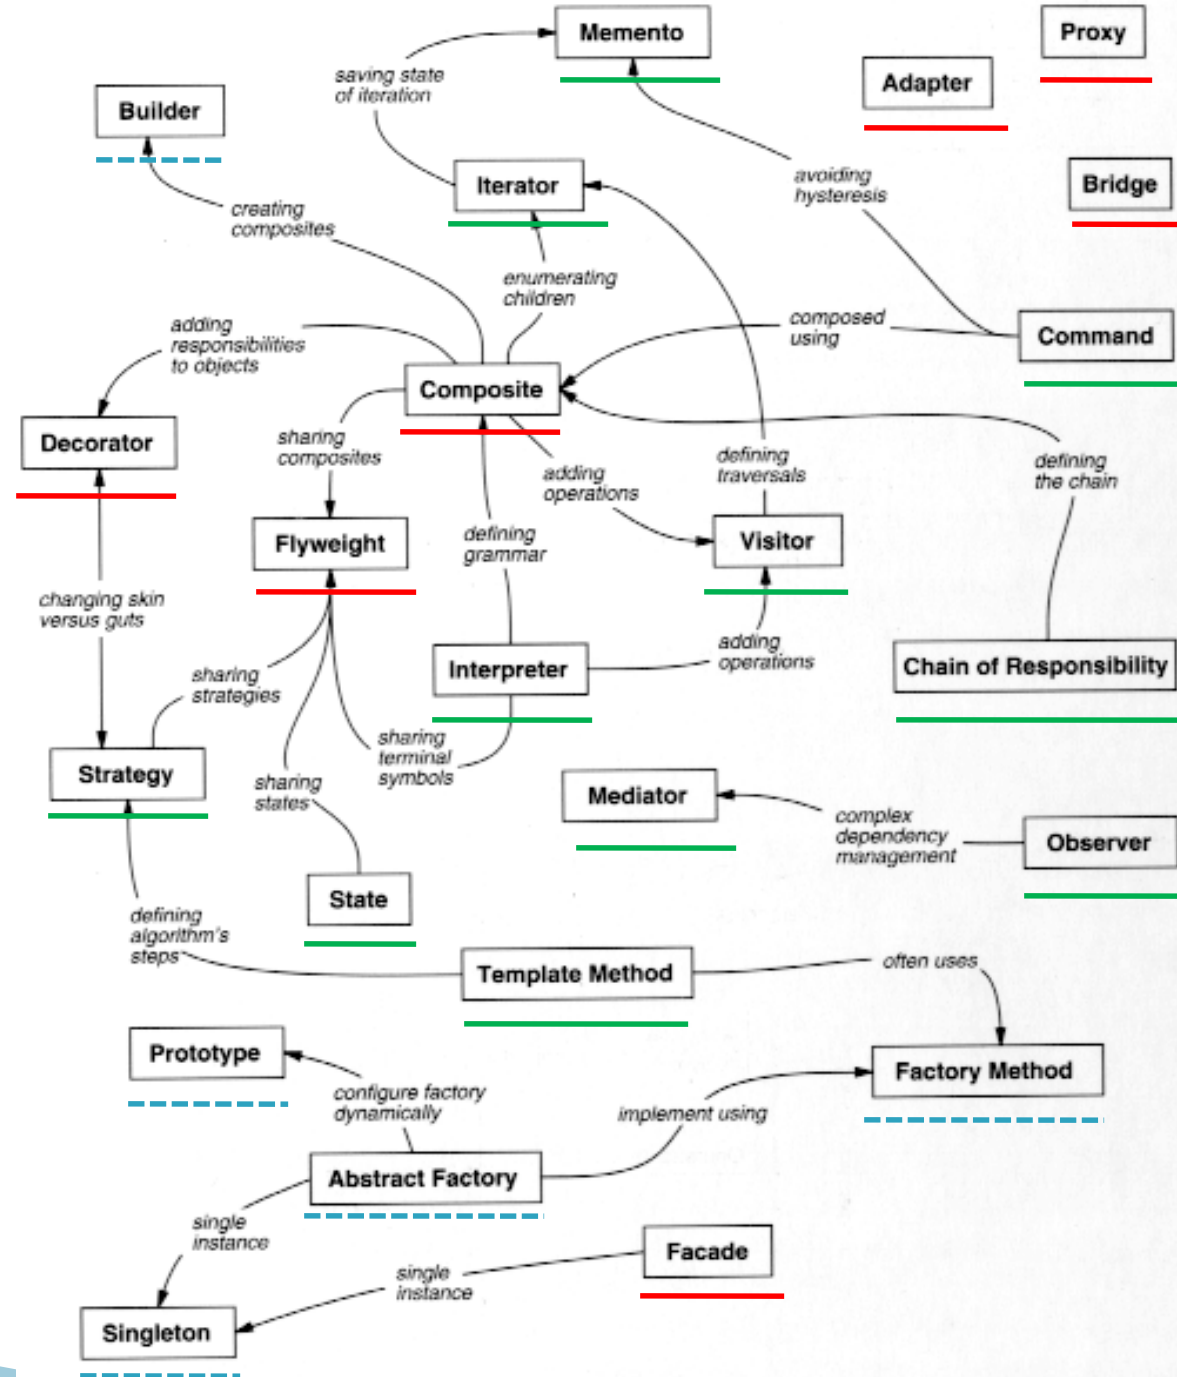 Memento
Proxy
Adapter
saving state
of iteration
Builder
avoiding
hysteresis
Iterator
Bridge
creating
composites
enumerating
children
adding
responsibilities
to objects
composed
using
Command
Composite
Decorator
sharing
composites
adding
operations
defining
traversals
defining
the chain
Flyweight
defining
grammar
Visitor
changing skin
versus guts
sharing
strategies
Interpreter
adding
operations
Chain of Responsibility
sharing
terminal
symbols
Strategy
sharing
states
Mediator
complex
dependency
management
Observer
State
defining
algorithm's
steps
Template Method
often uses
Prototype
Factory Method
configure factory
dynamically
implement using
Abstract Factory
single
instance
Facade
single
instance
Singleton